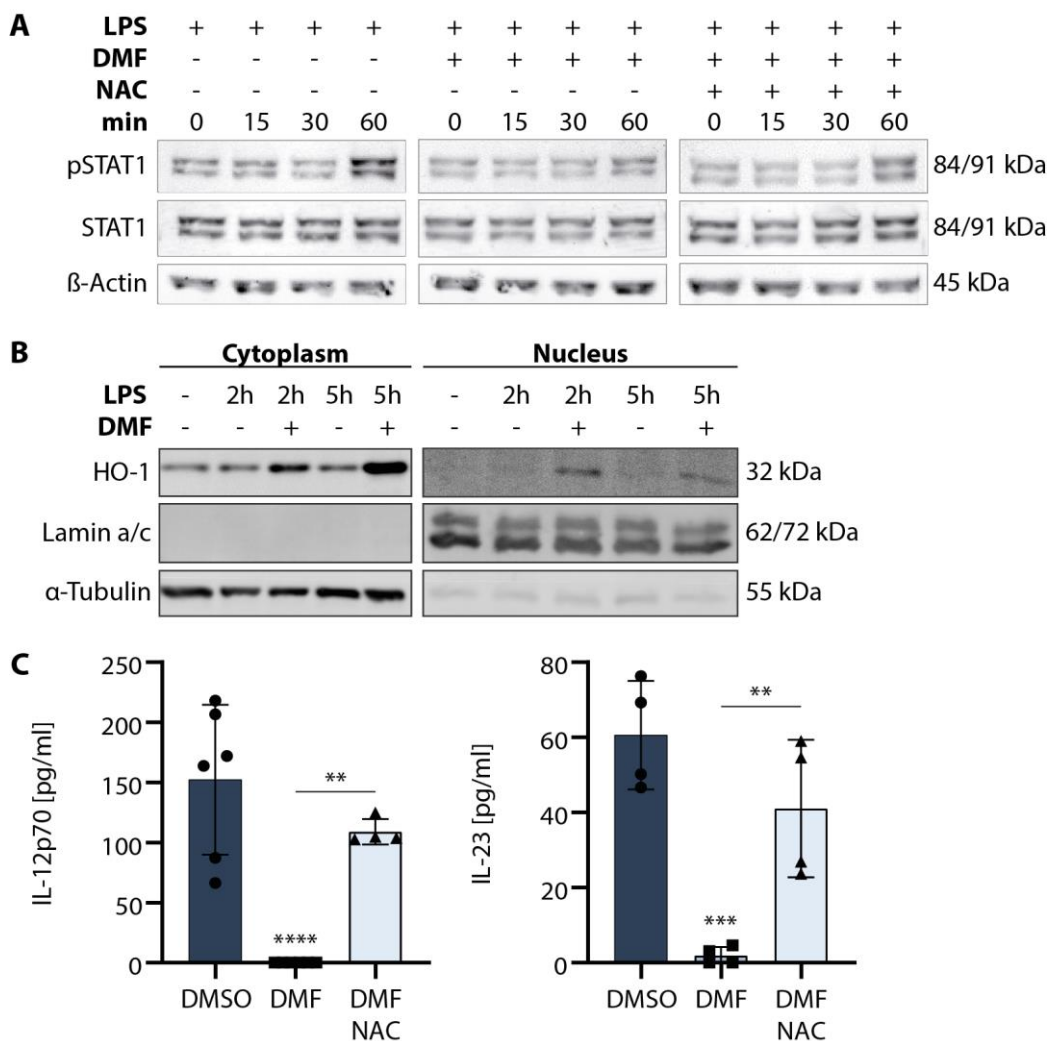 A
LPS + + + + + + + + + + + +
DMF - - - - + + + + + + + +
NAC - - - - - - - - + + + +
min 0 15 30 60 0 15 30 60 0 15 30 60
pSTAT1 84/91 kDa
STAT1 84/91 kDa
ß-Actin 45 kDa
B
Cytoplasm Nucleus
LPS - 2h 2h 5h 5h - 2h 2h 5h 5h
DMF - - + - + - - + - +
HO-1 32 kDa
Lamin a/c 62/72 kDa
α-Tubulin 55 kDa
C
IL-12p70 [pg/ml]
250
200
150
100
50
0
**
****
DMSO DMF DMF
NAC
IL-23 [pg/ml]
80
60
40
20
0
**
***
DMSO DMF DMF
NAC